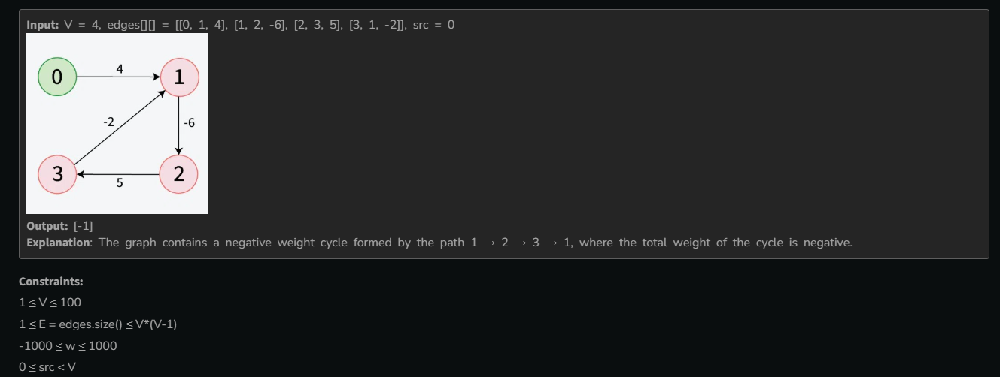 Input: V = 4, edges[][] = [[0, 1, 4], [1, 2, -6], [2, 3, 5], [3, 1, -2]], src = 0
0 4 1
-2 -6
3 5 2
Output: [-1]
Explanation: The graph contains a negative weight cycle formed by the path 1 → 2 → 3 → 1, where the total weight of the cycle is negative.
Constraints:
1 ≤ V ≤ 100
1 ≤ E = edges.size() ≤ V*(V-1)
-1000 ≤ w ≤ 1000
0 ≤ src < V